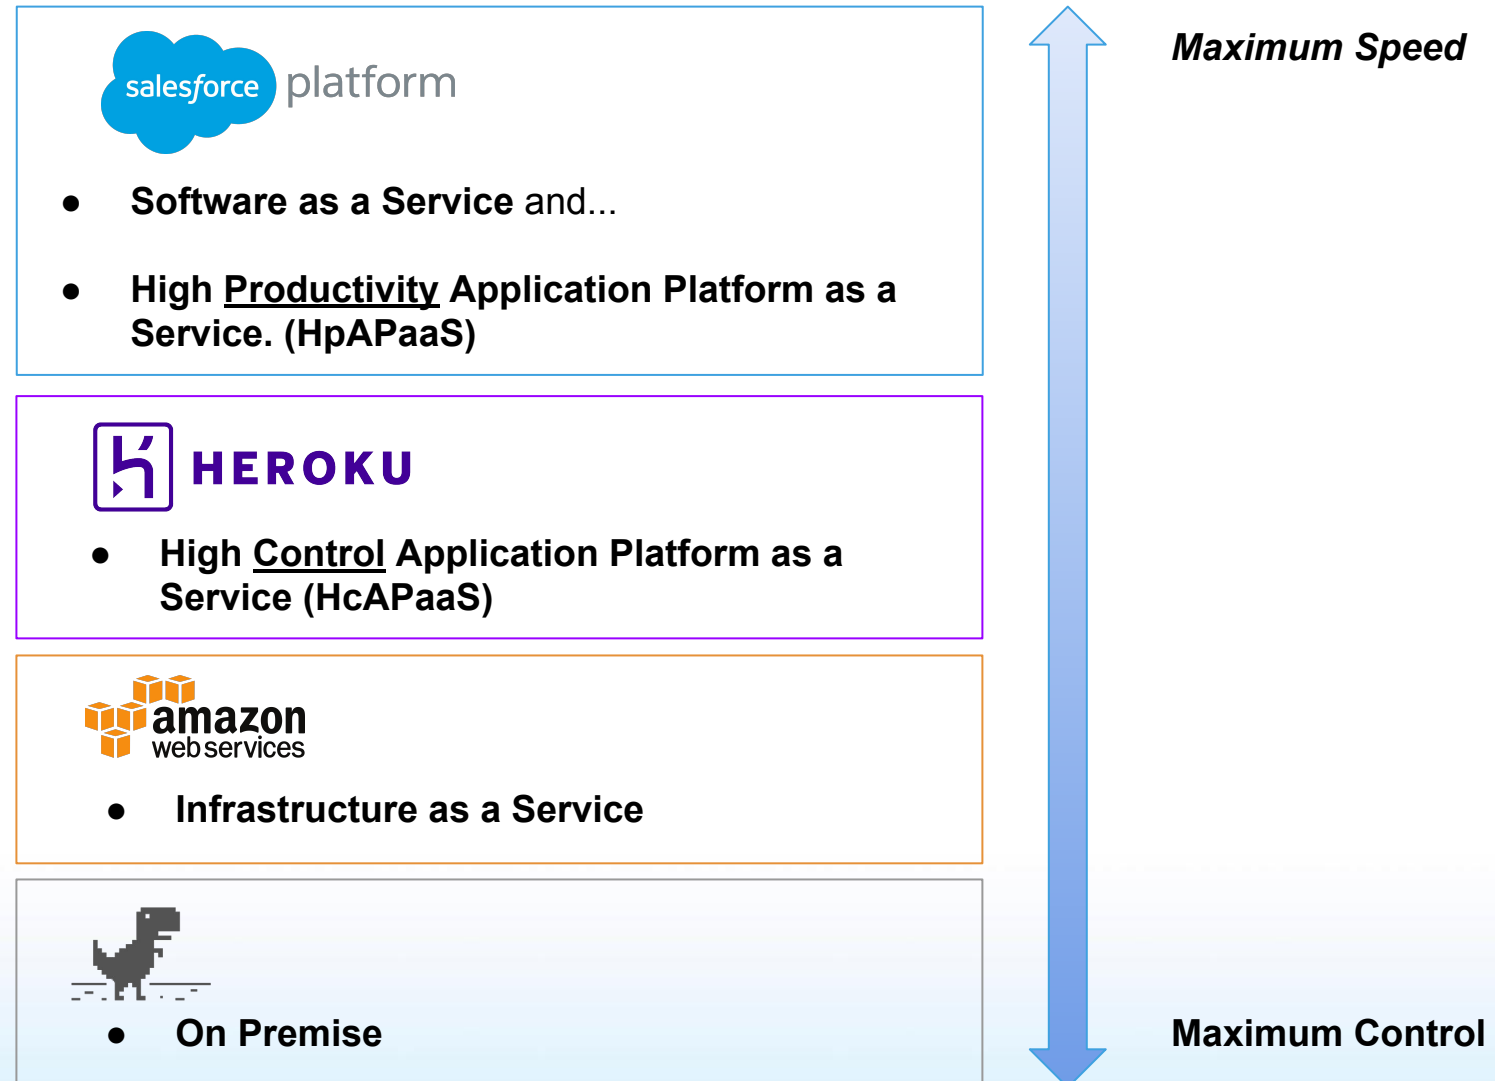 salesforce platform
Maximum Speed
● Software as a Service and...
● High Productivity Application Platform as a
Service. (HpAPaaS)
HEROKU
● High Control Application Platform as a
Service (HcAPaaS)
amazon
web services
● Infrastructure as a Service
● On Premise
Maximum Control